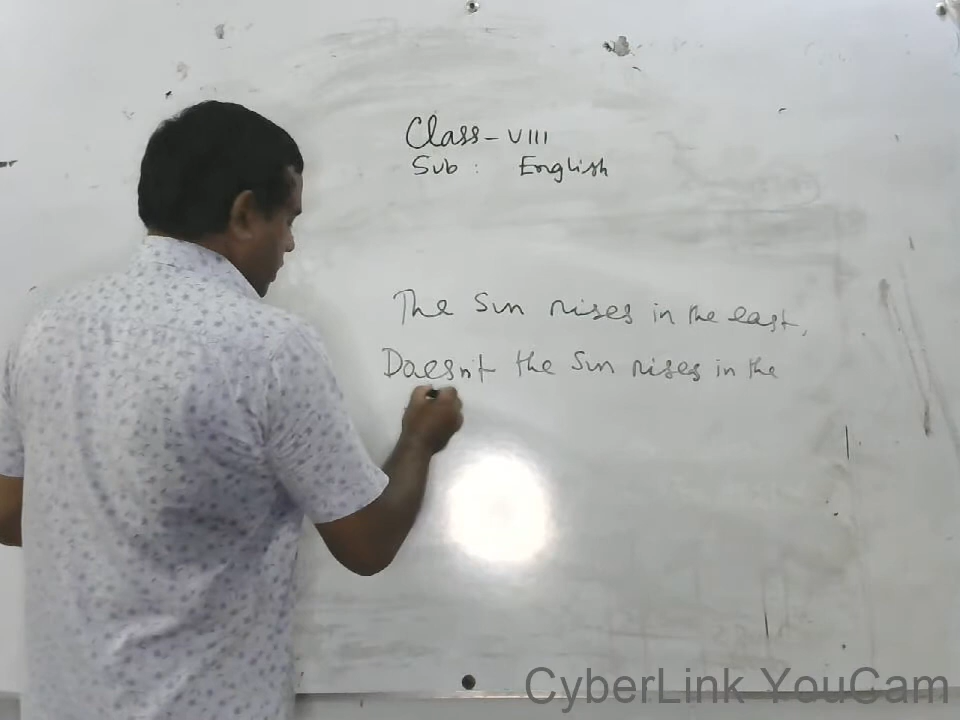 Class - VIII
Sub : English
The Sun rises in the east,
Doesn't the Sun rises in the
CyberLink YouCam